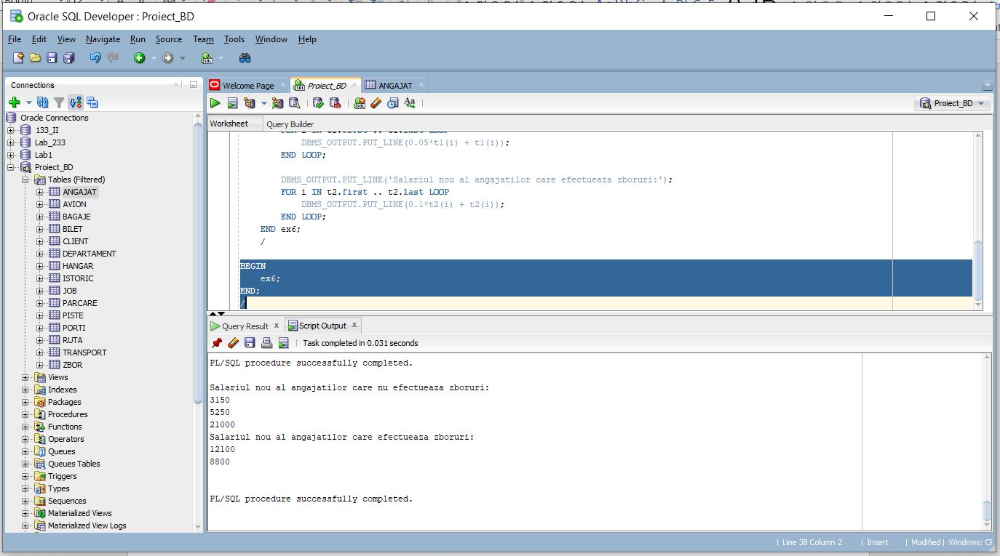 Oracle SQL Developer : Proiect_BD
File Edit View Navigate Run Source Team Tools Window Help
Connections
Oracle Connections
133_II
Lab_233
Lab1
Proiect_BD
Tables (Filtered)
ANGAJAT
AVION
BAGAJE
BILET
CLIENT
DEPARTAMENT
HANGAR
ISTORIC
JOB
PARCARE
PISTE
PORTI
RUTA
TRANSPORT
ZBOR
Views
Indexes
Packages
Procedures
Functions
Operators
Queues
Queues Tables
Triggers
Types
Sequences
Materialized Views
Materialized View Logs
Welcome Page Proiect_BD ANGAJAT
Proiect_BD
Worksheet Query Builder
FOR i IN t1.first .. t1.last LOOP
DBMS_OUTPUT.PUT_LINE(0.05*t1(i) + t1(i));
END LOOP;
DBMS_OUTPUT.PUT_LINE('Salariul nou al angajatilor care efectueaza zboruri:');
FOR i IN t2.first .. t2.last LOOP
DBMS_OUTPUT.PUT_LINE(0.1*t2(i) + t2(i));
END LOOP;
END ex6;
/
BEGIN
ex6;
END;
/
Query Result Script Output
Task completed in 0.031 seconds
PL/SQL procedure successfully completed.
Salariul nou al angajatilor care nu efectueaza zboruri:
3150
5250
21000
Salariul nou al angajatilor care efectueaza zboruri:
12100
8800
PL/SQL procedure successfully completed.
Line 38 Column 2 Insert Modified Windows: